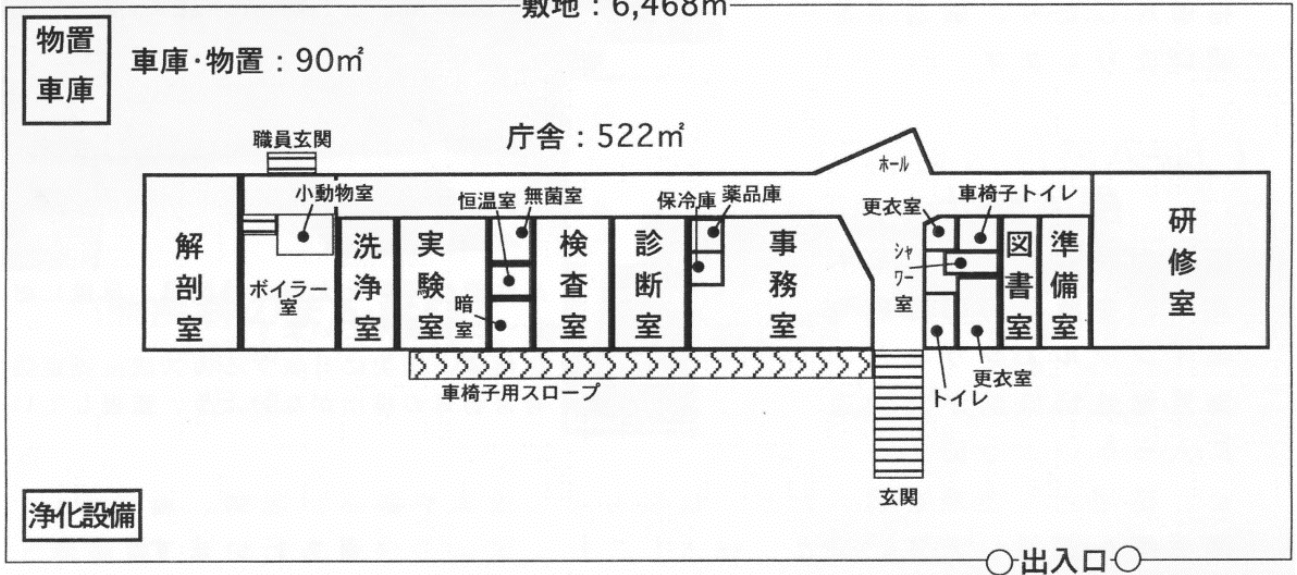 敷地：6,468m
物置
車庫
車庫・物置：90㎡
庁舎：522㎡
職員玄関
小動物室
恒温室
無菌室
保冷庫
薬品庫
ホール
更衣室
車椅子トイレ
解剖室
ボイラー
室
洗浄室
実験室
暗室
検査室
診断室
事務室
シャワー室
図書室
準備室
研修室
車椅子用スロープ
トイレ
更衣室
玄関
浄化設備
出入口